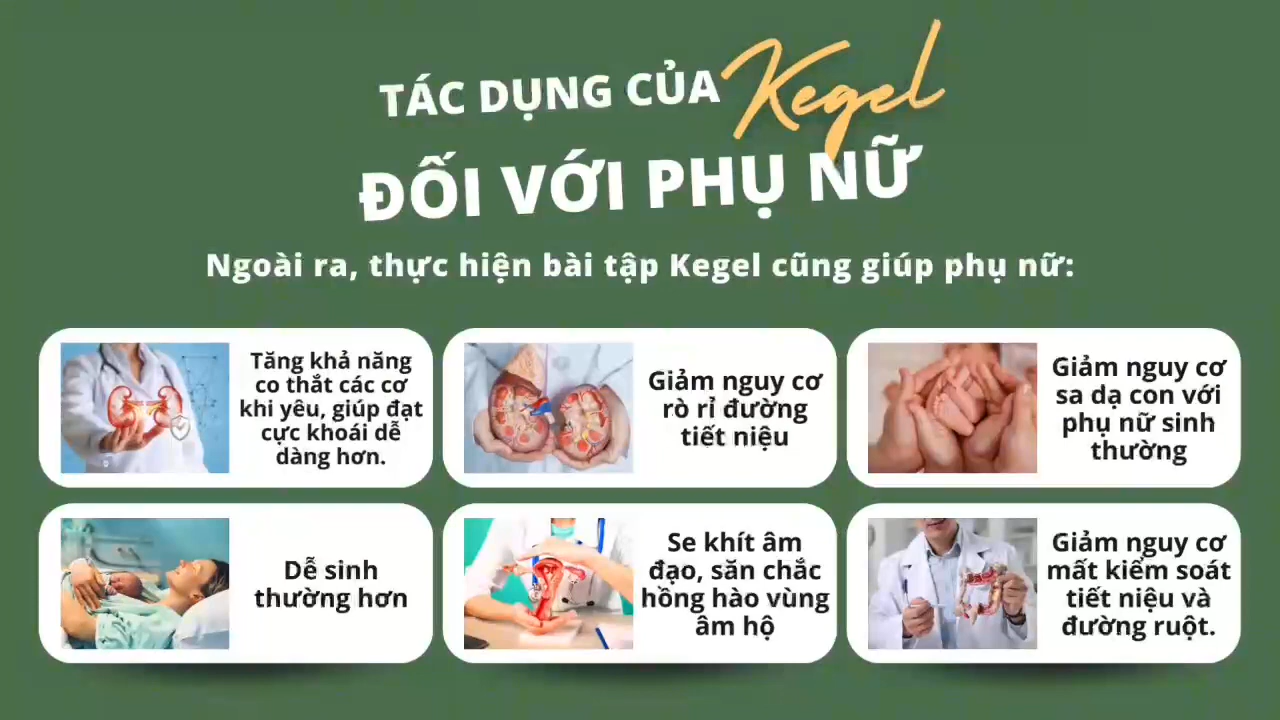 TÁC DỤNG CỦA Kegel
ĐỐI VỚI PHỤ NỮ
Ngoài ra, thực hiện bài tập Kegel cũng giúp phụ nữ:
Tăng khả năng
co thắt các cơ
khi yêu, giúp đạt
cực khoái dễ
dàng hơn.
Giảm nguy cơ
rò rỉ đường
tiết niệu
Giảm nguy cơ
sa dạ con với
phụ nữ sinh
thường
Dễ sinh
thường hơn
Se khít âm
đạo, săn chắc
hồng hào vùng
âm hộ
Giảm nguy cơ
mất kiểm soát
tiết niệu và
đường ruột.